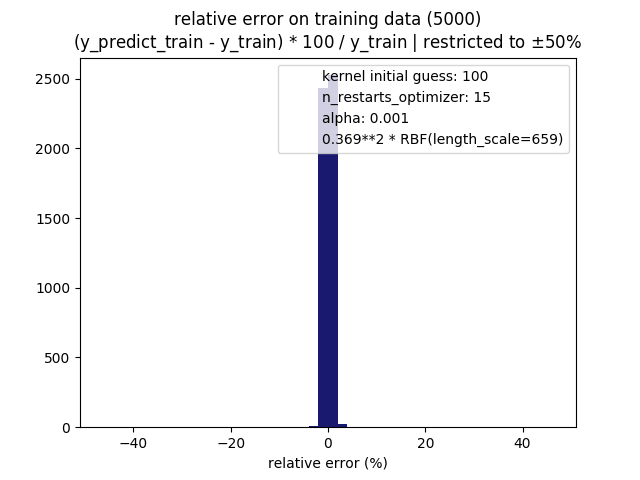 relative error on training data (5000)
(y_predict_train - y_train) * 100 / y_train | restricted to ±50%
kernel initial guess: 100
n_restarts_optimizer: 15
alpha: 0.001
0.369**2 * RBF(length_scale=659)
2500
2000
1500
1000
500
0
−40
−20
0
20
40
relative error (%)